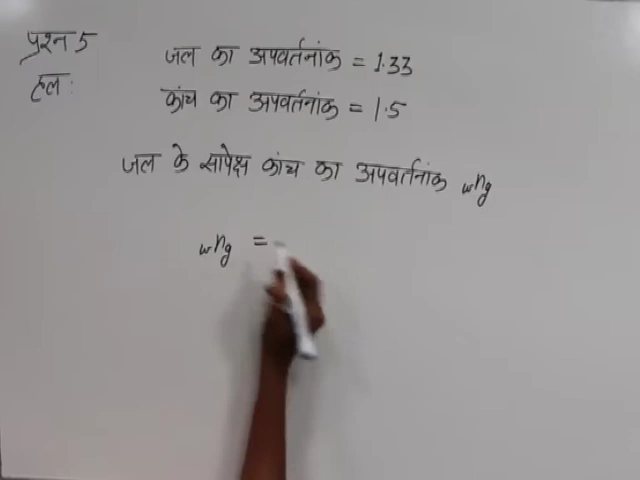 प्रश्न 5
जल का अपवर्तनांक = 1.33
हल:
कांच का अपवर्तनांक = 1.5
जल के सापेक्ष कांच का अपवर्तनांक wng
wng =